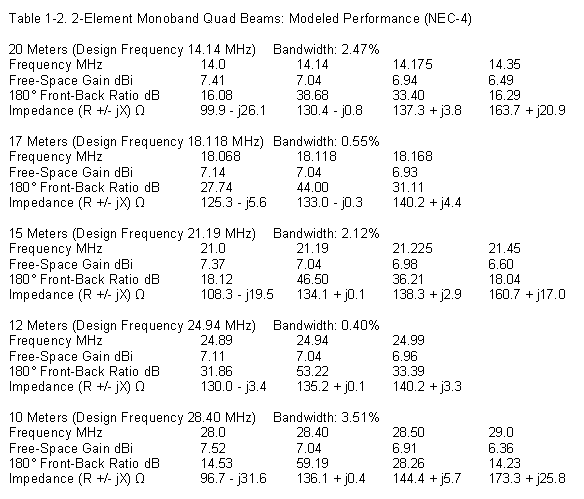 Table 1-2. 2-Element Monoband Quad Beams: Modeled Performance (NEC-4)
20 Meters (Design Frequency 14.14 MHz) Bandwidth: 2.47%
Frequency MHz 14.0 14.14 14.175 14.35
Free-Space Gain dBi 7.41 7.04 6.94 6.49
180° Front-Back Ratio dB 16.08 38.68 33.40 16.29
Impedance (R +/- jX) Ω 99.9 - j26.1 130.4 - j0.8 137.3 + j3.8 163.7 + j20.9
17 Meters (Design Frequency 18.118 MHz) Bandwidth: 0.55%
Frequency MHz 18.068 18.118 18.168
Free-Space Gain dBi 7.14 7.04 6.93
180° Front-Back Ratio dB 27.74 44.00 31.11
Impedance (R +/- jX) Ω 125.3 - j5.6 133.0 - j0.3 140.2 + j4.4
15 Meters (Design Frequency 21.19 MHz) Bandwidth: 2.12%
Frequency MHz 21.0 21.19 21.225 21.45
Free-Space Gain dBi 7.37 7.04 6.98 6.60
180° Front-Back Ratio dB 18.12 46.50 36.21 18.04
Impedance (R +/- jX) Ω 108.3 - j19.5 134.1 + j0.1 138.3 + j2.9 160.7 + j17.0
12 Meters (Design Frequency 24.94 MHz) Bandwidth: 0.40%
Frequency MHz 24.89 24.94 24.99
Free-Space Gain dBi 7.11 7.04 6.96
180° Front-Back Ratio dB 31.86 53.22 33.39
Impedance (R +/- jX) Ω 130.0 - j3.4 135.2 + j0.1 140.2 + j3.3
10 Meters (Design Frequency 28.40 MHz) Bandwidth: 3.51%
Frequency MHz 28.0 28.40 28.50 29.0
Free-Space Gain dBi 7.52 7.04 6.91 6.36
180° Front-Back Ratio dB 14.53 59.19 28.26 14.23
Impedance (R +/- jX) Ω 96.7 - j31.6 136.1 + j0.4 144.4 + j5.7 173.3 + j25.8